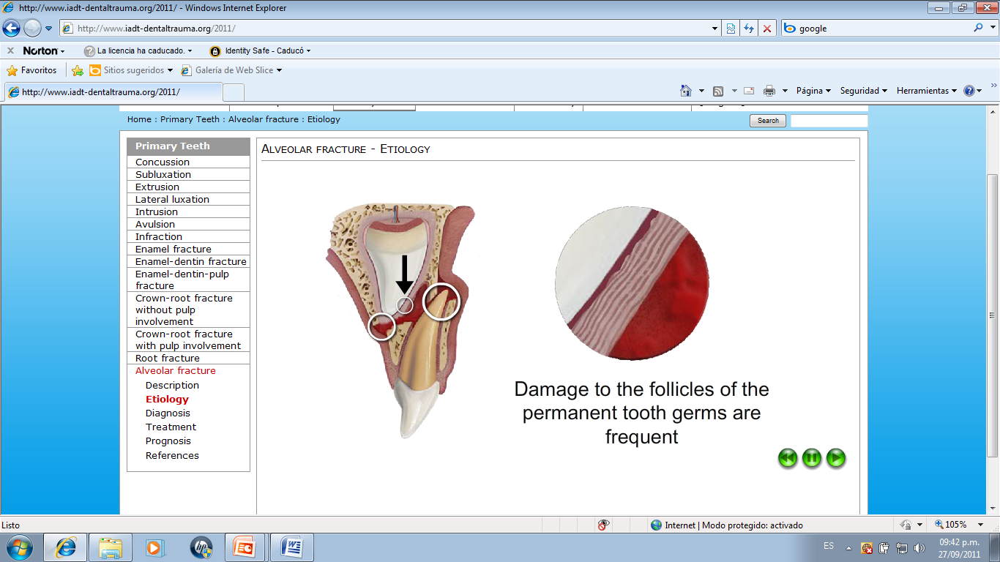 http://www.iadt-dentaltrauma.org/2011/ - Windows Internet Explorer
http://www.iadt-dentaltrauma.org/2011/
google
Norton
La licencia ha caducado.
Identity Safe - Caducó
Favoritos
Sitios sugeridos
Galería de Web Slice
http://www.iadt-dentaltrauma.org/2011/
Página
Seguridad
Herramientas
Home : Primary Teeth : Alveolar fracture : Etiology
Search
Primary Teeth
Concussion
Subluxation
Extrusion
Lateral luxation
Intrusion
Avulsion
Infraction
Enamel fracture
Enamel-dentin fracture
Enamel-dentin-pulp
fracture
Crown-root fracture
without pulp
involvement
Crown-root fracture
with pulp involvement
Root fracture
Alveolar fracture
Description
Etiology
Diagnosis
Treatment
Prognosis
References
Alveolar fracture - Etiology
Damage to the follicles of the
permanent tooth germs are
frequent
Listo
Internet | Modo protegido: activado
105%
ES
09:42 p.m.
27/09/2011